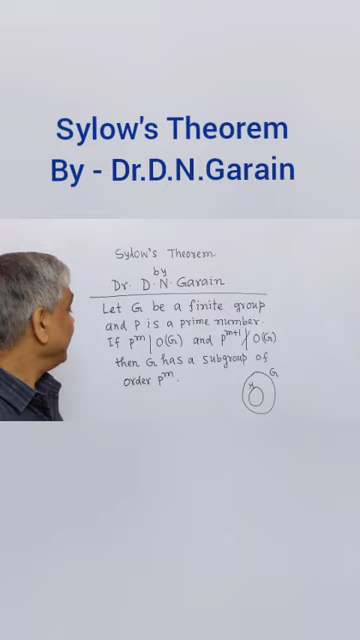 Sylow's Theorem
By - Dr.D.N.Garain
Sylow's Theorem
by
Dr. D. N. Garain
Let G be a finite group
and p is a prime number.
If p^m | O(G) and p^{m+1} ∤ O(G)
then G has a subgroup of
order p^m.
H G